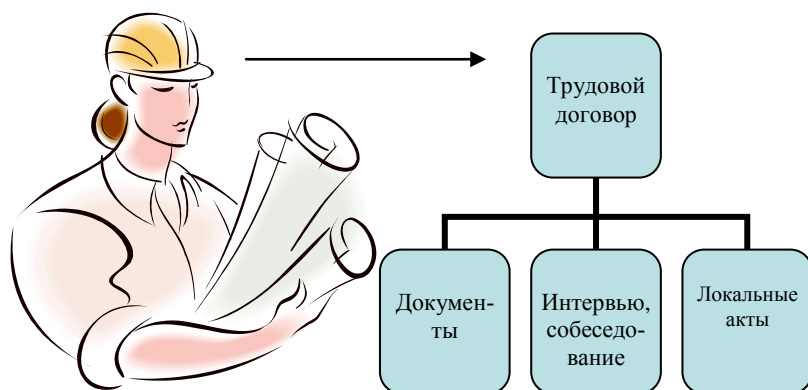 Трудовой
договор
Докумен-
ты
Интервью,
собеседо-
вание
Локальные
акты